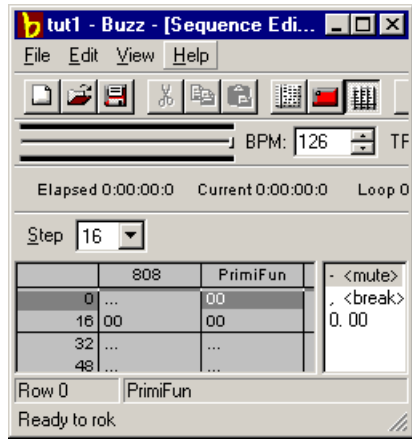 tut1 - Buzz - [Sequence Edi...
File Edit View Help
BPM: 126 TF
Elapsed 0:00:00:0 Current 0:00:00:0 Loop 0
Step 16
808 PrimiFun - <mute>
0 ... 00 , <break>
16 00 00 0. 00
32 ... ...
48 ... ...
Row 0 PrimiFun
Ready to rok